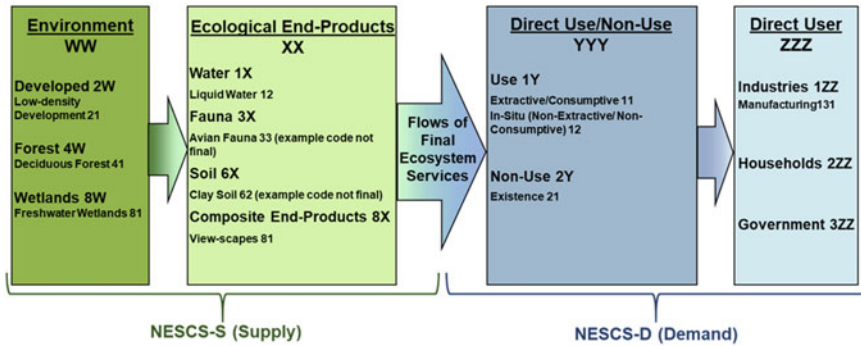 Environment
WW
Developed 2W
Low-density
Development 21
Forest 4W
Deciduous Forest 41
Wetlands 8W
Freshwater Wetlands 81
Ecological End-Products
XX
Water 1X
Liquid Water 12
Fauna 3X
Avian Fauna 33 (example code not
final)
Soil 6X
Clay Soil 62 (example code not final)
Composite End-Products 8X
View-scapes 81
Flows of
Final
Ecosystem
Services
Direct Use/Non-Use
YYY
Use 1Y
Extractive/Consumptive 11
In-Situ (Non-Extractive/ Non-
Consumptive) 12
Non-Use 2Y
Existence 21
Direct User
ZZZ
Industries 1ZZ
Manufacturing131
Households 2ZZ
Government 3ZZ
NESCS-S (Supply)
NESCS-D (Demand)